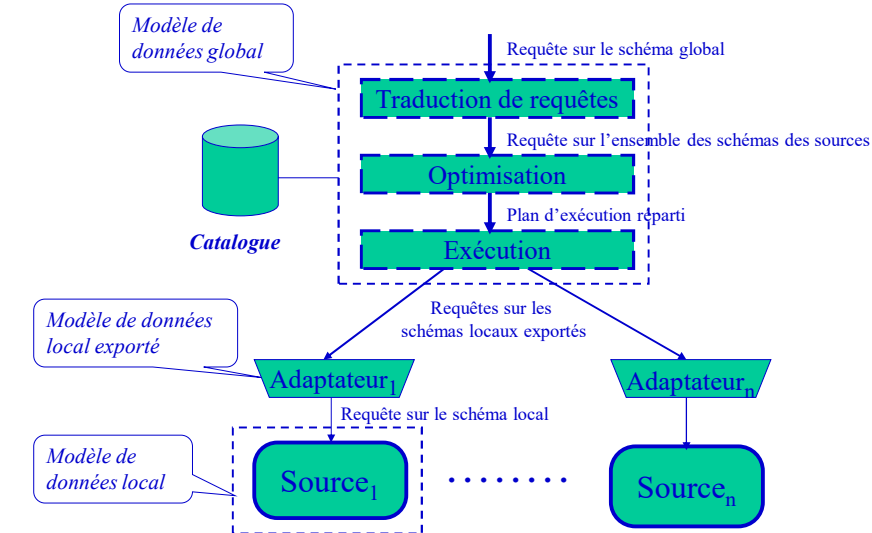 Modèle de
données global
Requête sur le schéma global
Traduction de requêtes
Requête sur l'ensemble des schémas des sources
Optimisation
Plan d'exécution réparti
Catalogue
Exécution
Requêtes sur les
schémas locaux exportés
Modèle de données
local exporté
Adaptateur1
Adaptateurn
Requête sur le schéma local
Modèle de
données local
Source1
........
Sourcen